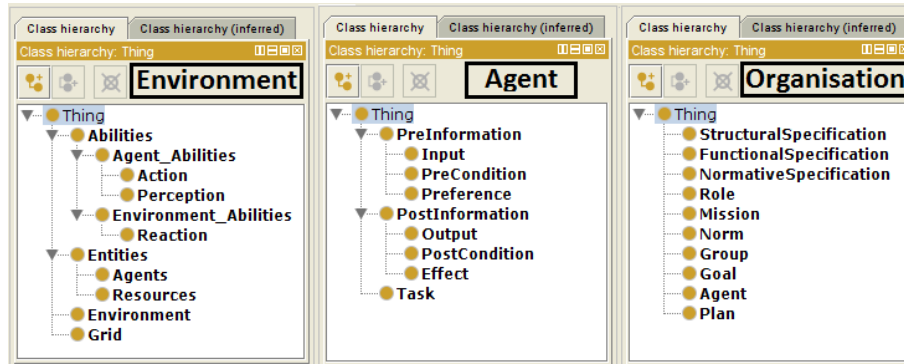 Class hierarchy
Class hierarchy (inferred)
Class hierarchy: Thing
Environment
Thing
Abilities
Agent_Abilities
Action
Perception
Environment_Abilities
Reaction
Entities
Agents
Resources
Environment
Grid
Class hierarchy
Class hierarchy (inferred)
Class hierarchy: Thing
Agent
Thing
PreInformation
Input
PreCondition
Preference
PostInformation
Output
PostCondition
Effect
Task
Class hierarchy
Class hierarchy (inferred)
Class hierarchy: Thing
Organisation
Thing
StructuralSpecification
FunctionalSpecification
NormativeSpecification
Role
Mission
Norm
Group
Goal
Agent
Plan